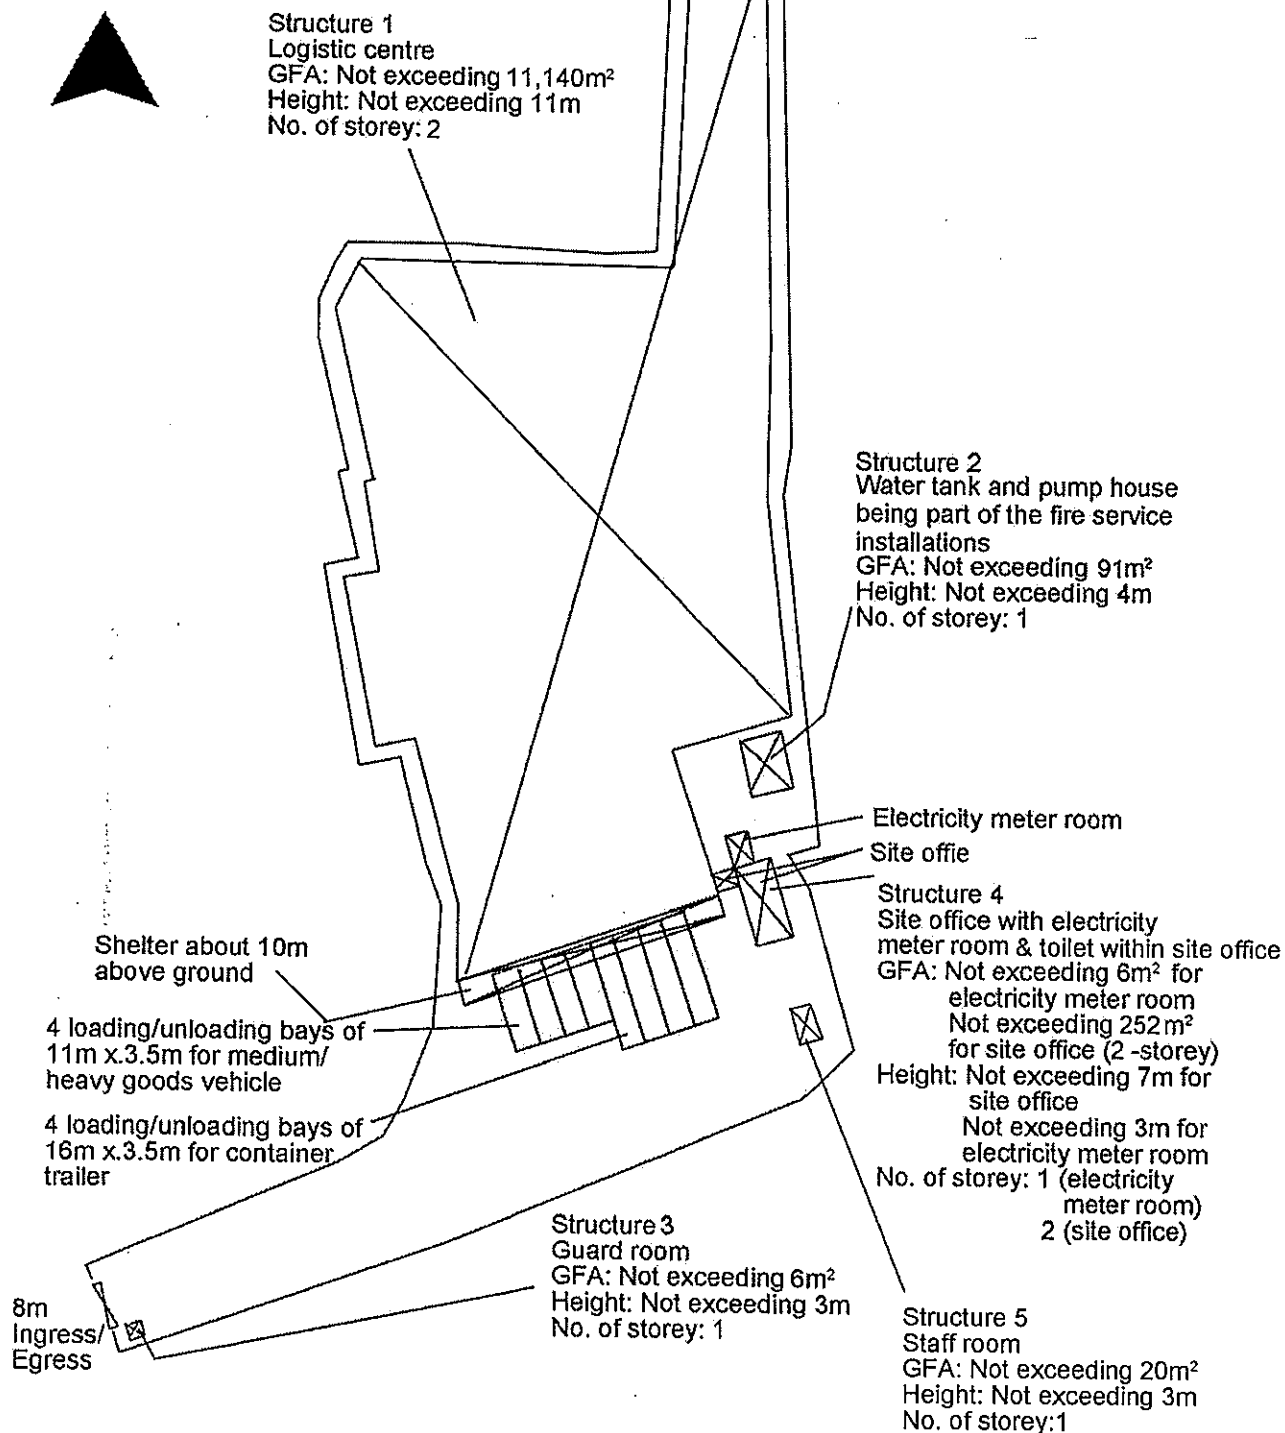 Structure 1
Logistic centre
GFA: Not exceeding 11,140m²
Height: Not exceeding 11m
No. of storey: 2
Structure 2
Water tank and pump house
being part of the fire service
installations
GFA: Not exceeding 91m²
Height: Not exceeding 4m
No. of storey: 1
Electricity meter room
Site offie
Structure 4
Site office with electricity
meter room & toilet within site office
GFA: Not exceeding 6m² for
electricity meter room
Not exceeding 252m²
for site office (2 -storey)
Height: Not exceeding 7m for
site office
Not exceeding 3m for
electricity meter room
No. of storey: 1 (electricity
meter room)
2 (site office)
Shelter about 10m
above ground
4 loading/unloading bays of
11m x.3.5m for medium/
heavy goods vehicle
4 loading/unloading bays of
16m x.3.5m for container
trailer
Structure 3
Guard room
GFA: Not exceeding 6m²
Height: Not exceeding 3m
No. of storey: 1
8m
Ingress/
Egress
Structure 5
Staff room
GFA: Not exceeding 20m²
Height: Not exceeding 3m
No. of storey:1